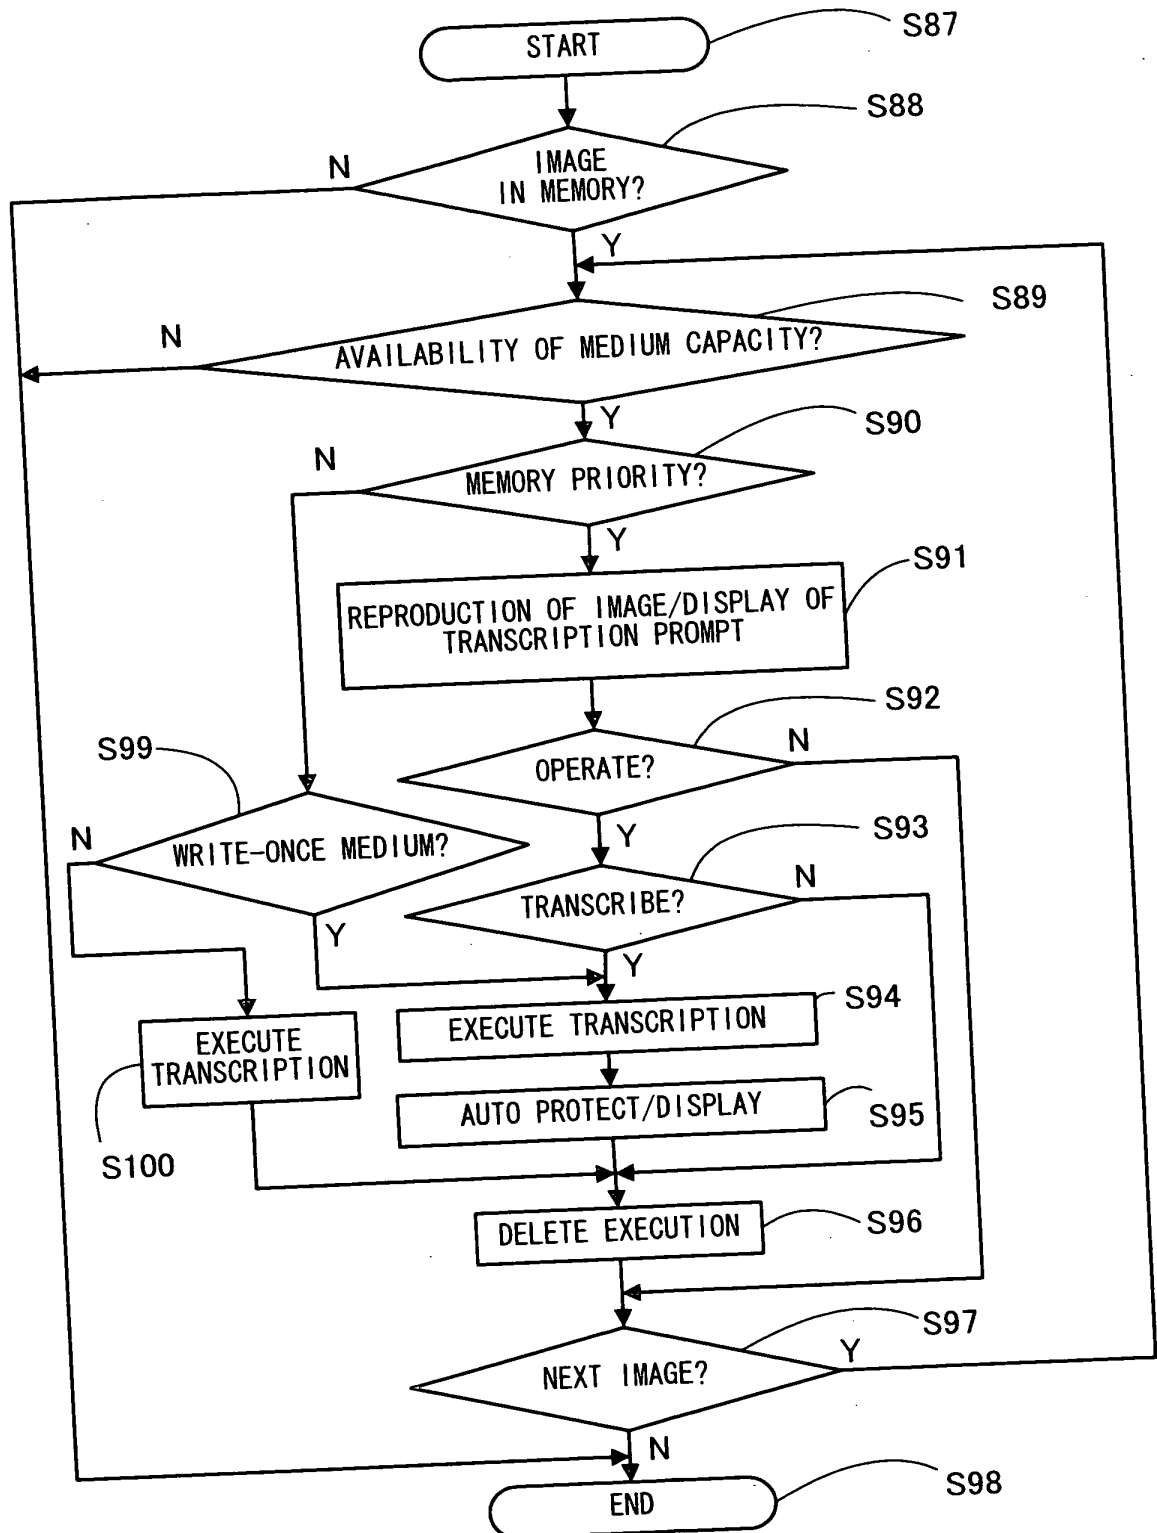 START
S87
S88
N
IMAGE
IN MEMORY?
Y
S89
N
AVAILABILITY OF MEDIUM CAPACITY?
Y
S90
N
MEMORY PRIORITY?
Y
S91
REPRODUCTION OF IMAGE/DISPLAY OF
TRANSCRIPTION PROMPT
S92
N
OPERATE?
S99
Y
S93
N
WRITE-ONCE MEDIUM?
N
TRANSCRIBE?
Y
Y
S94
EXECUTE TRANSCRIPTION
EXECUTE
TRANSCRIPTION
AUTO PROTECT/DISPLAY
S95
S100
DELETE EXECUTION
S96
S97
Y
NEXT IMAGE?
N
S98
END